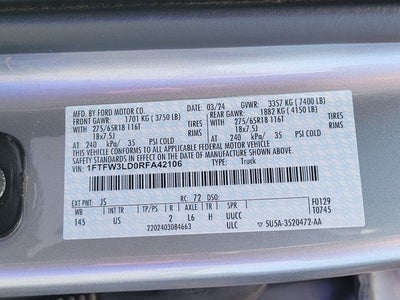 MFD. BY FORD MOTOR CO. DATE: 03/24 GVWR: 3357 KG (7400 LB)
FRONT GAWR: 1701 KG (3750 LB) REAR GAWR: 1882 KG (4150 LB)
WITH 275/65R18 116T TIRES WITH 275/65R18 116T TIRES
18x7.5J RIMS 18x7.5J RIMS
AT 240 kPa/ 35 PSI COLD AT 240 kPa/ 35 PSI COLD
THIS VEHICLE CONFORMS TO ALL APPLICABLE FEDERAL MOTOR VEHICLE
SAFETY STANDARDS IN EFFECT ON THE DATE OF MANUFACTURE SHOWN ABOVE.
VIN: 1FTFW3LD0RFA42106 TYPE: Truck
EXT PNT: JS RC: 72 DSO: F0129
WB INT TR TP/PS R AXLE TR SPR T0745
145 US 2 L6 H UUCC
2202403084663 ULC 5USA-3520472-AA